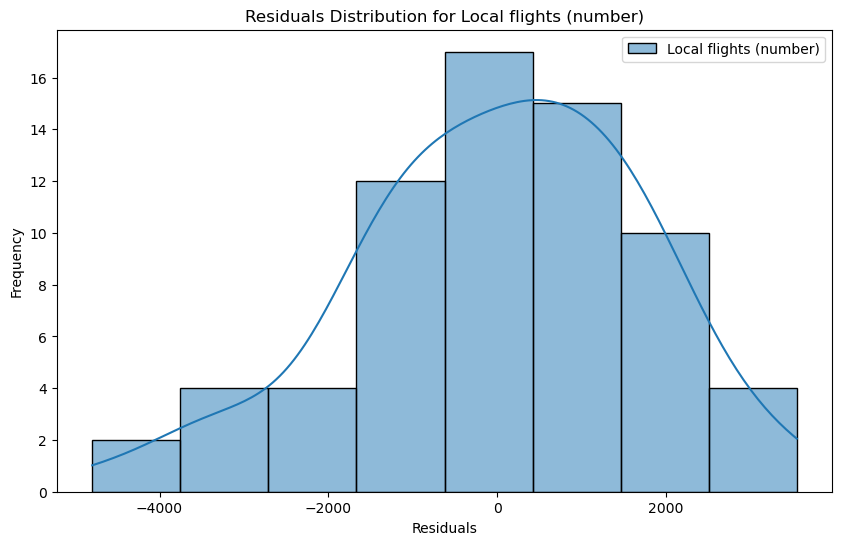 Residuals Distribution for Local flights (number)
Local flights (number)
Frequency
16
14
12
10
8
6
4
2
0
−4000 −2000 0 2000
Residuals